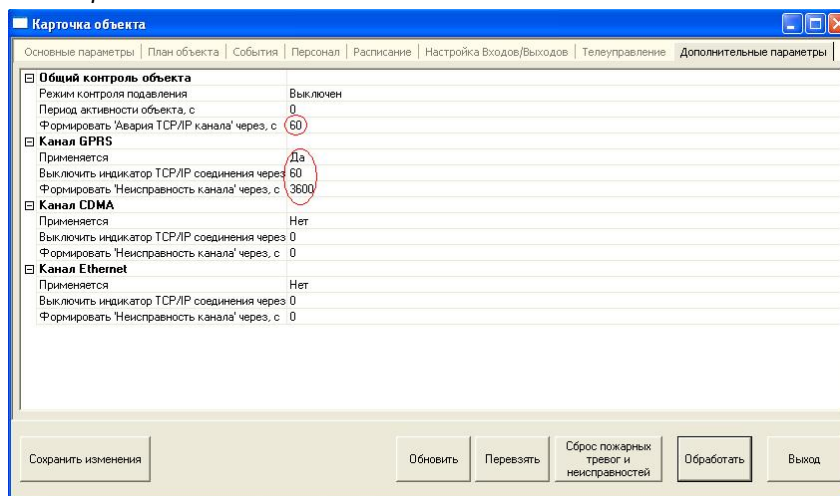 Карточка объекта
Основные параметры | План объекта | События | Персонал | Расписание | Настройка Входов/Выходов | Телеуправление Дополнительные параметры
Общий контроль объекта
Режим контроля подавления Выключен
Период активности объекта, с 0
Формировать 'Авария TCP/IP канала' через, с 60
Канал GPRS
Применяется Да
Выключить индикатор TCP/IP соединения через 60
Формировать 'Неисправность канала' через, с 3600
Канал CDMA
Применяется Нет
Выключить индикатор TCP/IP соединения через 0
Формировать 'Неисправность канала' через, с 0
Канал Ethernet
Применяется Нет
Выключить индикатор TCP/IP соединения через 0
Формировать 'Неисправность канала' через, с 0
Сохранить изменения Обновить Перевзять Сброс пожарных тревог и неисправностей Обработать Выход